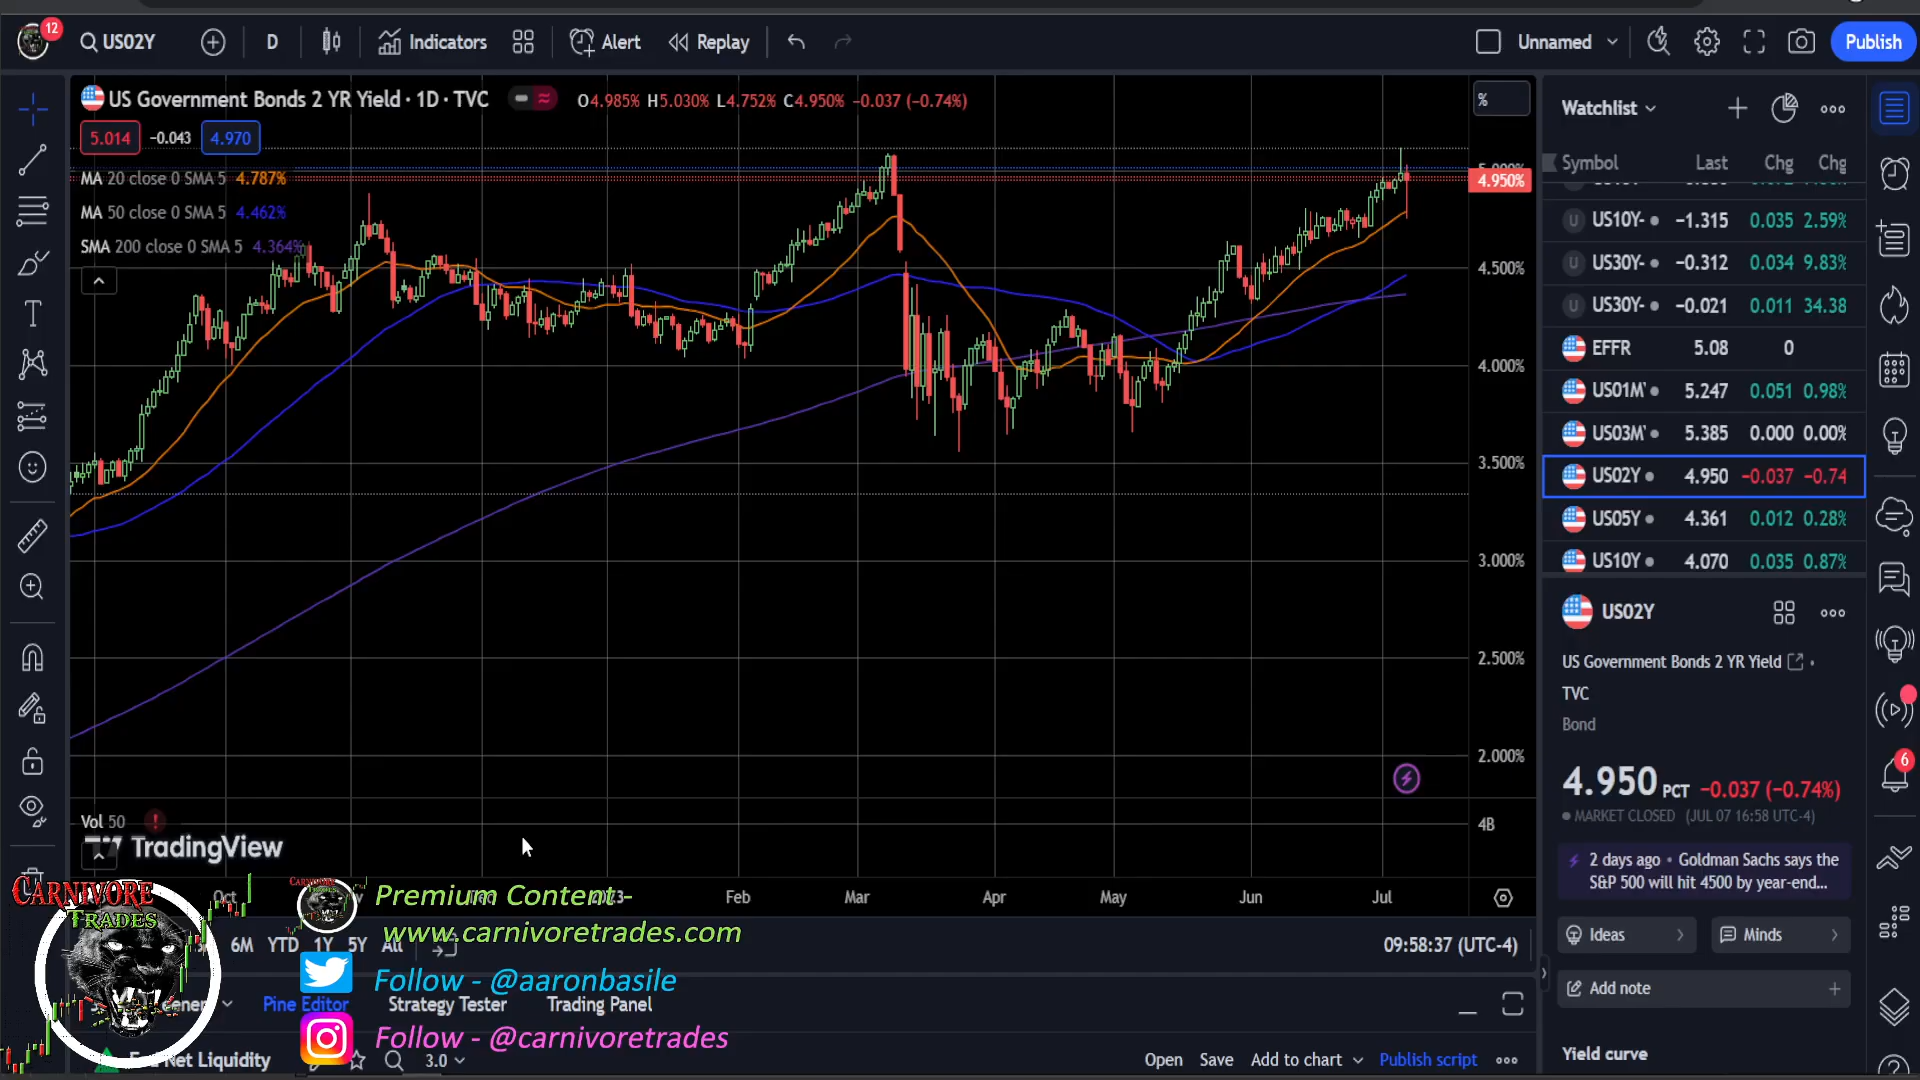 12
US02Y
D
Indicators
Alert
Replay
Unnamed
Publish
US Government Bonds 2 YR Yield · 1D · TVC
O4.985% H5.030% L4.752% C4.950% −0.037 (−0.74%)
5.014 −0.043 4.970
MA 20 close 0 SMA 5 4.787%
MA 50 close 0 SMA 5 4.462%
SMA 200 close 0 SMA 5 4.364%
%
4.950%
4.500%
4.000%
3.500%
3.000%
2.500%
2.000%
Vol 50
4B
TradingView
Oct
Feb
Mar
Apr
May
Jun
Jul
6M YTD 1Y 5Y All
09:58:37 (UTC-4)
Pine Editor
Strategy Tester
Trading Panel
Net Liquidity
3.0
Open
Save
Add to chart
Publish script
CARNIVORE
TRADES
Premium Content -
www.carnivoretrades.com
Follow - @aaronbasile
Follow - @carnivoretrades
Watchlist
Symbol Last Chg Chg
US10Y- −1.315 0.035 2.59%
US30Y- −0.312 0.034 9.83%
US30Y- −0.021 0.011 34.38
EFFR 5.08 0
US01M 5.247 0.051 0.98%
US03M 5.385 0.000 0.00%
US02Y 4.950 −0.037 −0.74
US05Y 4.361 0.012 0.28%
US10Y 4.070 0.035 0.87%
US02Y
US Government Bonds 2 YR Yield
TVC
Bond
4.950 PCT −0.037 (−0.74%)
MARKET CLOSED (JUL 07 16:58 UTC-4)
2 days ago • Goldman Sachs says the
S&P 500 will hit 4500 by year-end...
Ideas
Minds
Add note
Yield curve
6